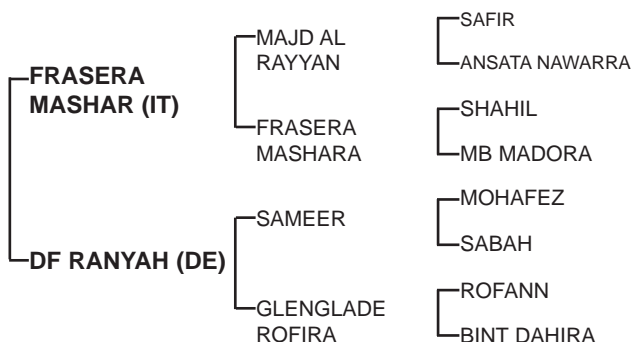 FRASERA
MASHAR (IT)
MAJD AL
RAYYAN
SAFIR
ANSATA NAWARRA
FRASERA
MASHARA
SHAHIL
MB MADORA
DF RANYAH (DE)
SAMEER
MOHAFEZ
SABAH
GLENGLADE
ROFIRA
ROFANN
BINT DAHIRA